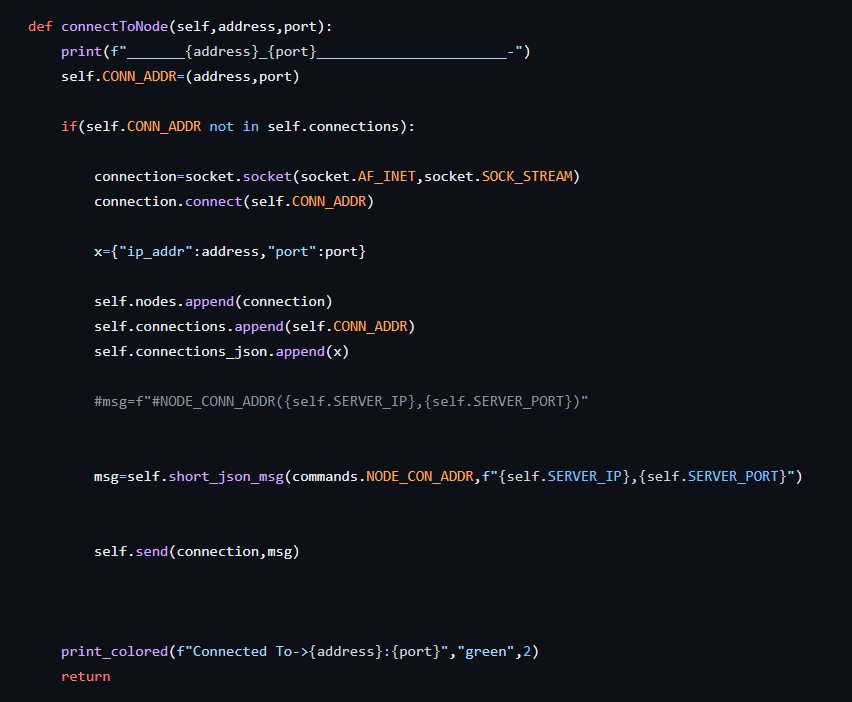 def connectToNode(self,address,port):
print(f"_______{address}_{port}_______________________-")
self.CONN_ADDR=(address,port)
if(self.CONN_ADDR not in self.connections):
connection=socket.socket(socket.AF_INET,socket.SOCK_STREAM)
connection.connect(self.CONN_ADDR)
x={"ip_addr":address,"port":port}
self.nodes.append(connection)
self.connections.append(self.CONN_ADDR)
self.connections_json.append(x)
#msg=f"#NODE_CONN_ADDR({self.SERVER_IP},{self.SERVER_PORT})"
msg=self.short_json_msg(commands.NODE_CON_ADDR,f"{self.SERVER_IP},{self.SERVER_PORT}")
self.send(connection,msg)
print_colored(f"Connected To->{address}:{port}","green",2)
return